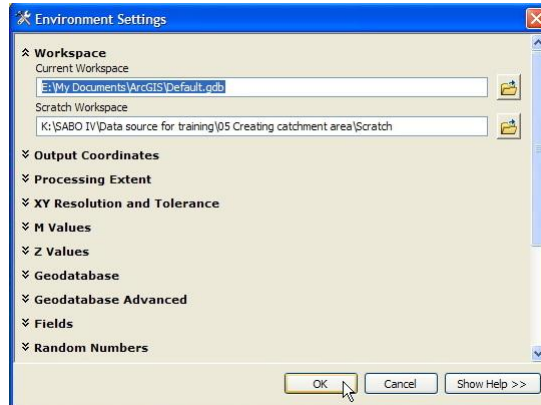 Environment Settings
Workspace
Current Workspace
E:\My Documents\ArcGIS\Default.gdb
Scratch Workspace
K:\SABO IV\Data source for training\05 Creating catchment area\Scratch
Output Coordinates
Processing Extent
XY Resolution and Tolerance
M Values
Z Values
Geodatabase
Geodatabase Advanced
Fields
Random Numbers
OK Cancel Show Help >>